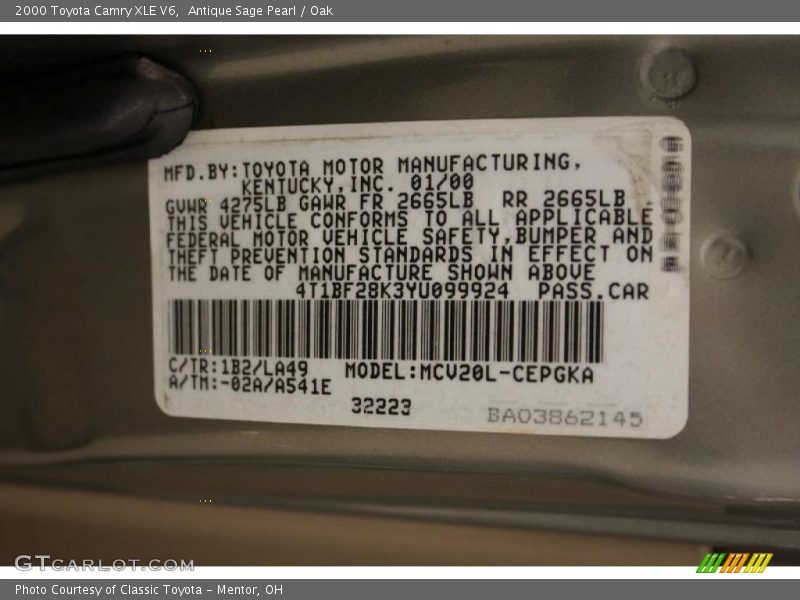 2000 Toyota Camry XLE V6,  Antique Sage Pearl / Oak
MFD.BY:TOYOTA MOTOR MANUFACTURING,
KENTUCKY,INC. 01/00
GVWR 4275LB GAWR FR 2665LB RR 2665LB
THIS VEHICLE CONFORMS TO ALL APPLICABLE
FEDERAL MOTOR VEHICLE SAFETY,BUMPER AND
THEFT PREVENTION STANDARDS IN EFFECT ON
THE DATE OF MANUFACTURE SHOWN ABOVE
4T1BF28K3YU099924 PASS.CAR
C/TR:1B2/LA49 MODEL:MCV20L-CEPGKA
A/TM:-02A/A541E
32223 BA03862145
GTCARLOT.COM
Photo Courtesy of Classic Toyota - Mentor, OH